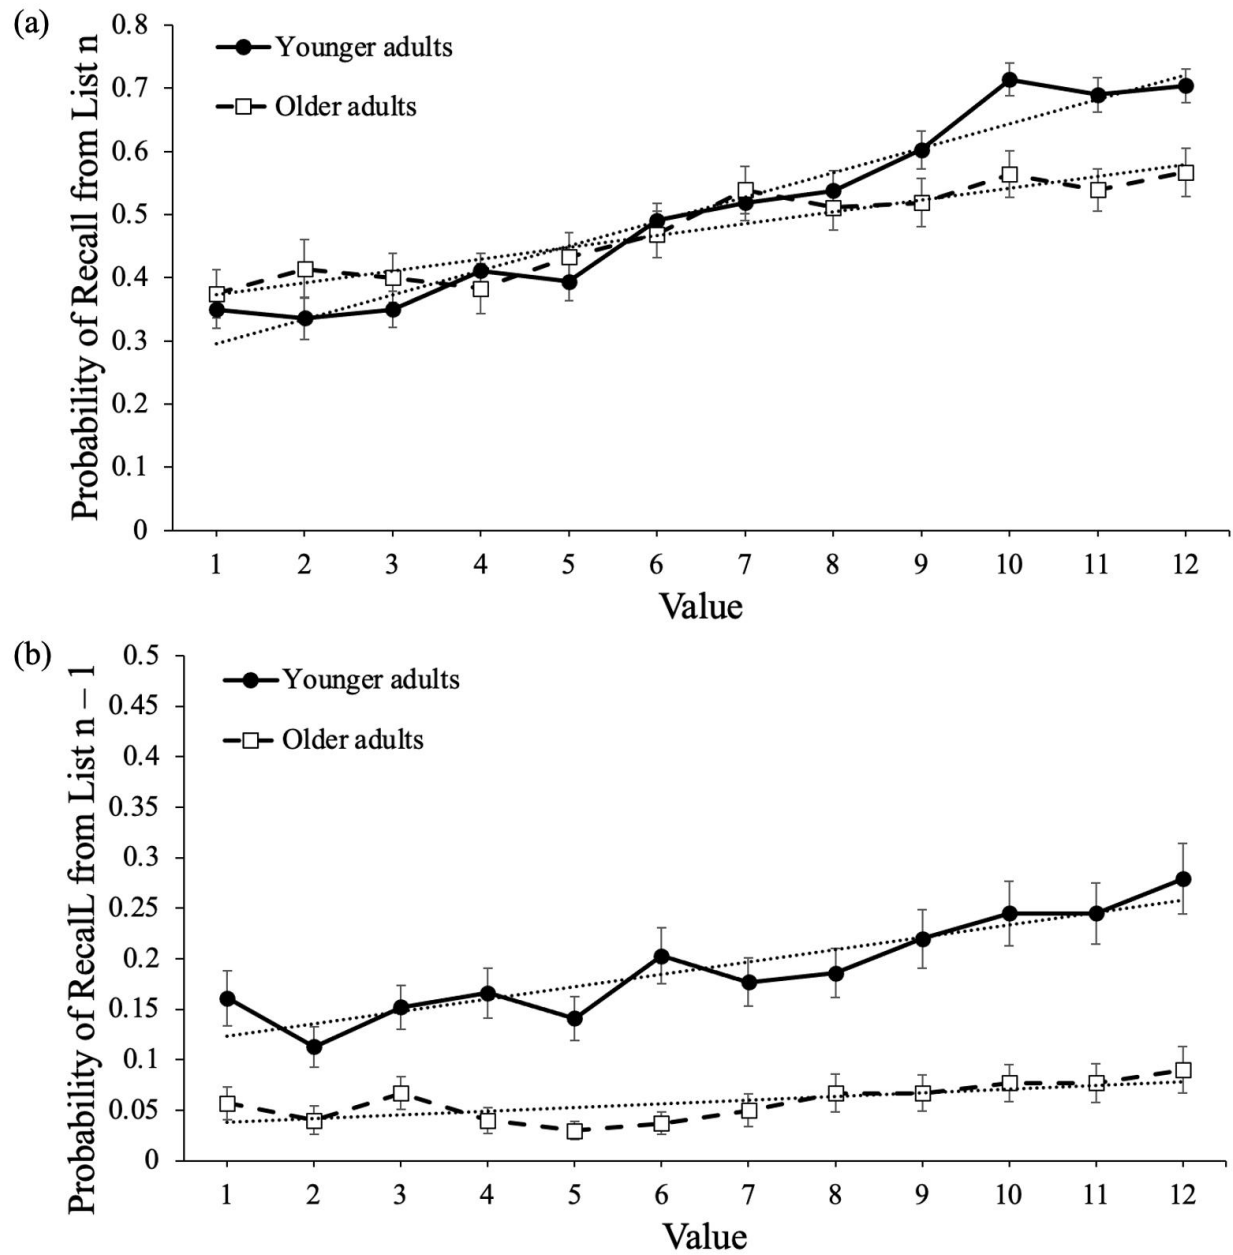 (a)
Probability of Recall from List n
0.8
0.7
0.6
0.5
0.4
0.3
0.2
0.1
0
Younger adults
Older adults
1 2 3 4 5 6 7 8 9 10 11 12
Value
(b)
Probability of RecalL from List n – 1
0.5
0.45
0.4
0.35
0.3
0.25
0.2
0.15
0.1
0.05
0
Younger adults
Older adults
1 2 3 4 5 6 7 8 9 10 11 12
Value